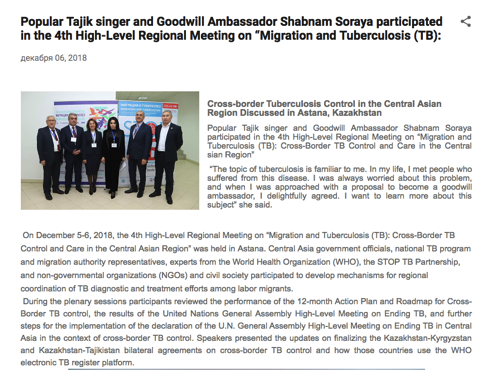 Popular Tajik singer and Goodwill Ambassador Shabnam Soraya participated
in the 4th High-Level Regional Meeting on “Migration and Tuberculosis (TB):
декабря 06, 2018
Cross-border Tuberculosis Control in the Central Asian
Region Discussed in Astana, Kazakhstan
Popular Tajik singer and Goodwill Ambassador Shabnam Soraya
participated in the 4th High-Level Regional Meeting on “Migration and
Tuberculosis (TB): Cross-Border TB Control and Care in the Central
sian Region”
“The topic of tuberculosis is familiar to me. In my life, I met people who
suffered from this disease. I was always worried about this problem,
and when I was approached with a proposal to become a goodwill
ambassador, I delightfully agreed. I want to learn more about this
subject” she said.
On December 5-6, 2018, the 4th High-Level Regional Meeting on “Migration and Tuberculosis (TB): Cross-Border TB
Control and Care in the Central Asian Region” was held in Astana. Central Asia government officials, national TB program
and migration authority representatives, experts from the World Health Organization (WHO), the STOP TB Partnership,
and non-governmental organizations (NGOs) and civil society participated to develop mechanisms for regional
coordination of TB diagnostic and treatment efforts among labor migrants.
During the plenary sessions participants reviewed the performance of the 12-month Action Plan and Roadmap for Cross-
Border TB control, the results of the United Nations General Assembly High-Level Meeting on Ending TB, and further
steps for the implementation of the declaration of the U.N. General Assembly High-Level Meeting on Ending TB in Central
Asia in the context of cross-border TB control. Speakers presented the updates on finalizing the Kazakhstan-Kyrgyzstan
and Kazakhstan-Tajikistan bilateral agreements on cross-border TB control and how those countries use the WHO
electronic TB register platform.